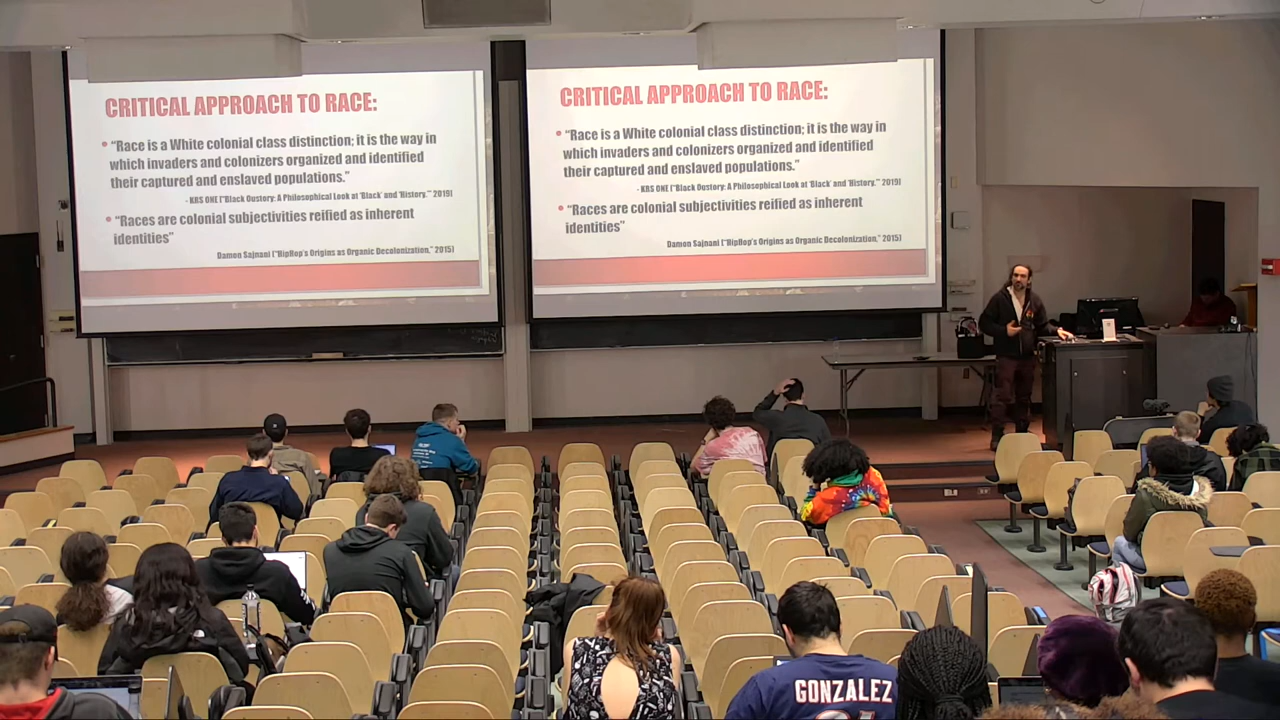 CRITICAL APPROACH TO RACE:
• “Race is a White colonial class distinction; it is the way in
which invaders and colonizers organized and identified
their captured and enslaved populations.”
- KRS ONE (“Black Oustory: A Philosophical Look at ‘Black’ and ‘History,’” 2019)
• “Races are colonial subjectivities reified as inherent
identities”
Damon Sajnani (“HipHop’s Origins as Organic Decolonization,” 2015)
CRITICAL APPROACH TO RACE:
• “Race is a White colonial class distinction; it is the way in
which invaders and colonizers organized and identified
their captured and enslaved populations.”
- KRS ONE (“Black Oustory: A Philosophical Look at ‘Black’ and ‘History,’” 2019)
• “Races are colonial subjectivities reified as inherent
identities”
Damon Sajnani (“HipHop’s Origins as Organic Decolonization,” 2015)
GONZALEZ